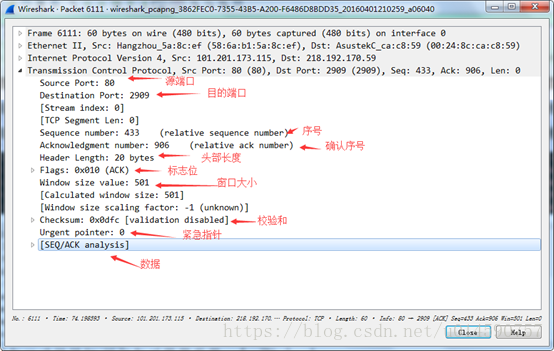 Wireshark · Packet 6111 · wireshark_pcapng_3862FEC0-7355-43B5-A200-F6486D8BDD35_20160401210259_a06040
Frame 6111: 60 bytes on wire (480 bits), 60 bytes captured (480 bits) on interface 0
Ethernet II, Src: Hangzhou_5a:8c:ef (58:6a:b1:5a:8c:ef), Dst: AsustekC_ca:c8:59 (00:24:8c:ca:c8:59)
Internet Protocol Version 4, Src: 101.201.173.115, Dst: 218.192.170.59
Transmission Control Protocol, Src Port: 80 (80), Dst Port: 2909 (2909), Seq: 433, Ack: 906, Len: 0
Source Port: 80 源端口
Destination Port: 2909 目的端口
[Stream index: 0]
[TCP Segment Len: 0]
Sequence number: 433 (relative sequence number) 序号
Acknowledgment number: 906 (relative ack number) 确认序号
Header Length: 20 bytes 头部长度
Flags: 0x010 (ACK) 标志位
Window size value: 501 窗口大小
[Calculated window size: 501]
[Window size scaling factor: -1 (unknown)]
Checksum: 0x0dfc [validation disabled] 校验和
Urgent pointer: 0 紧急指针
[SEQ/ACK analysis]
数据
No.: 6111 · Time: 74.198393 · Source: 101.201.173.115 · Destination: 218.192.170.··· Protocol: TCP · Length: 60 · Info: 80 → 2909 [ACK] Seq=433 Ack=906 Win=501 Len=0
Close
Help